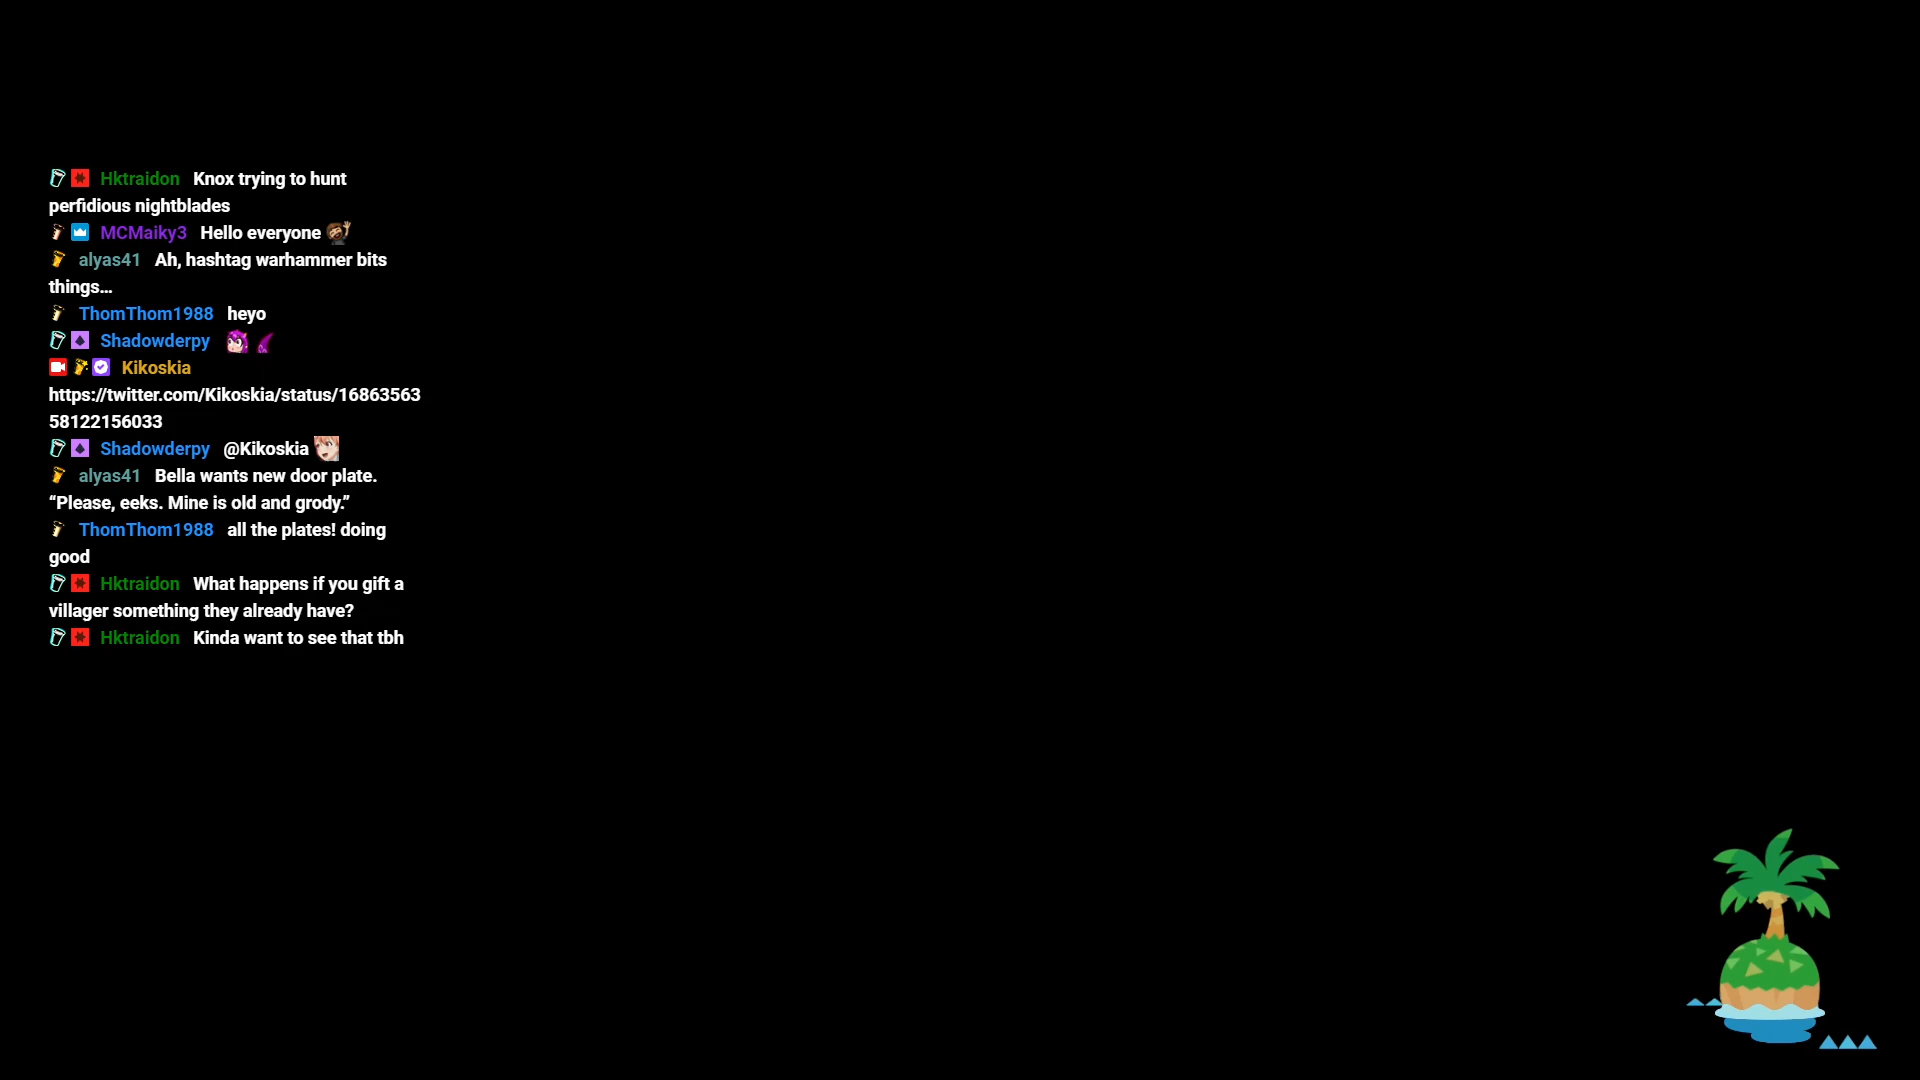 Hktraidon Knox trying to hunt
perfidious nightblades
MCMaiky3 Hello everyone
alyas41 Ah, hashtag warhammer bits
things…
ThomThom1988 heyo
Shadowderpy
Kikoskia
https://twitter.com/Kikoskia/status/16863563
58122156033
Shadowderpy @Kikoskia
alyas41 Bella wants new door plate.
“Please, eeks. Mine is old and grody.”
ThomThom1988 all the plates! doing
good
Hktraidon What happens if you gift a
villager something they already have?
Hktraidon Kinda want to see that tbh